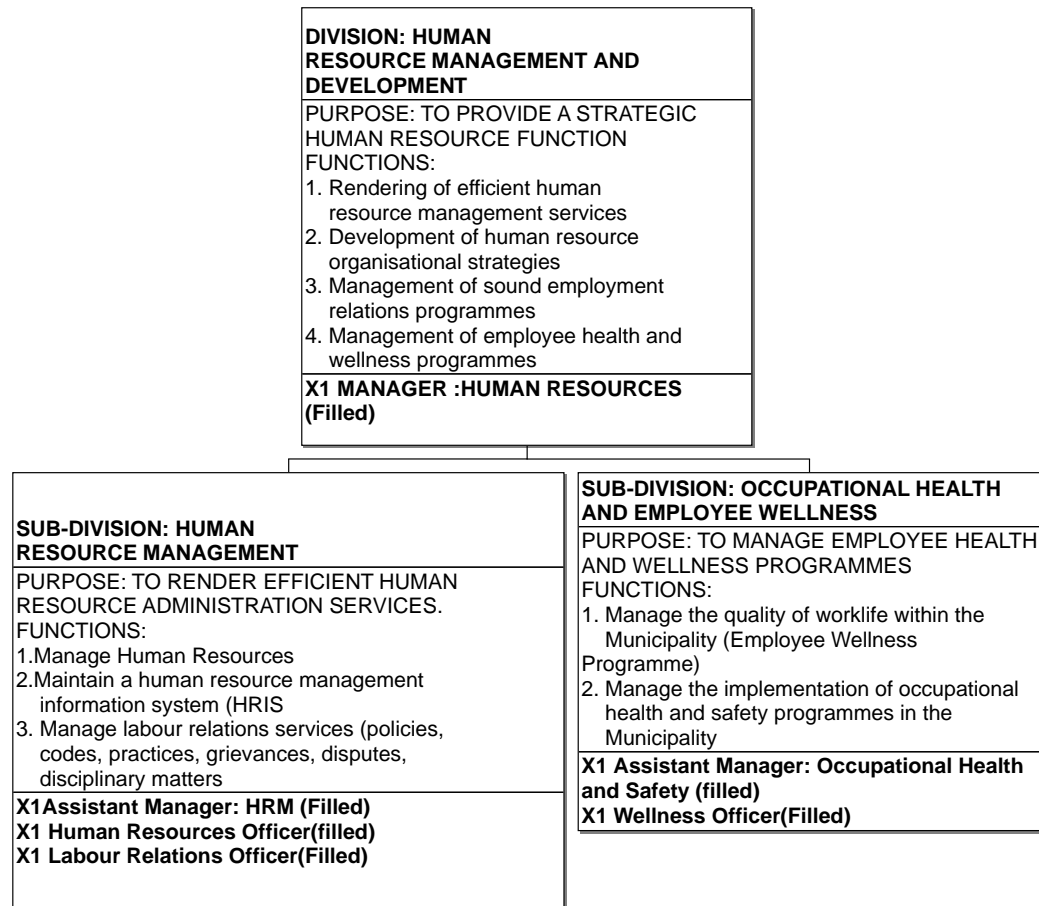 DIVISION: HUMAN
RESOURCE MANAGEMENT AND
DEVELOPMENT
PURPOSE: TO PROVIDE A STRATEGIC
HUMAN RESOURCE FUNCTION
FUNCTIONS:
1. Rendering of efficient human
resource management services
2. Development of human resource
organisational strategies
3. Management of sound employment
relations programmes
4. Management of employee health and
wellness programmes
X1 MANAGER :HUMAN RESOURCES
(Filled)
SUB-DIVISION: HUMAN
RESOURCE MANAGEMENT
PURPOSE: TO RENDER EFFICIENT HUMAN
RESOURCE ADMINISTRATION SERVICES.
FUNCTIONS:
1.Manage Human Resources
2.Maintain a human resource management
information system (HRIS
3. Manage labour relations services (policies,
codes, practices, grievances, disputes,
disciplinary matters
X1Assistant Manager: HRM (Filled)
X1 Human Resources Officer(filled)
X1 Labour Relations Officer(Filled)
SUB-DIVISION: OCCUPATIONAL HEALTH
AND EMPLOYEE WELLNESS
PURPOSE: TO MANAGE EMPLOYEE HEALTH
AND WELLNESS PROGRAMMES
FUNCTIONS:
1. Manage the quality of worklife within the
Municipality (Employee Wellness
Programme)
2. Manage the implementation of occupational
health and safety programmes in the
Municipality
X1 Assistant Manager: Occupational Health
and Safety (filled)
X1 Wellness Officer(Filled)